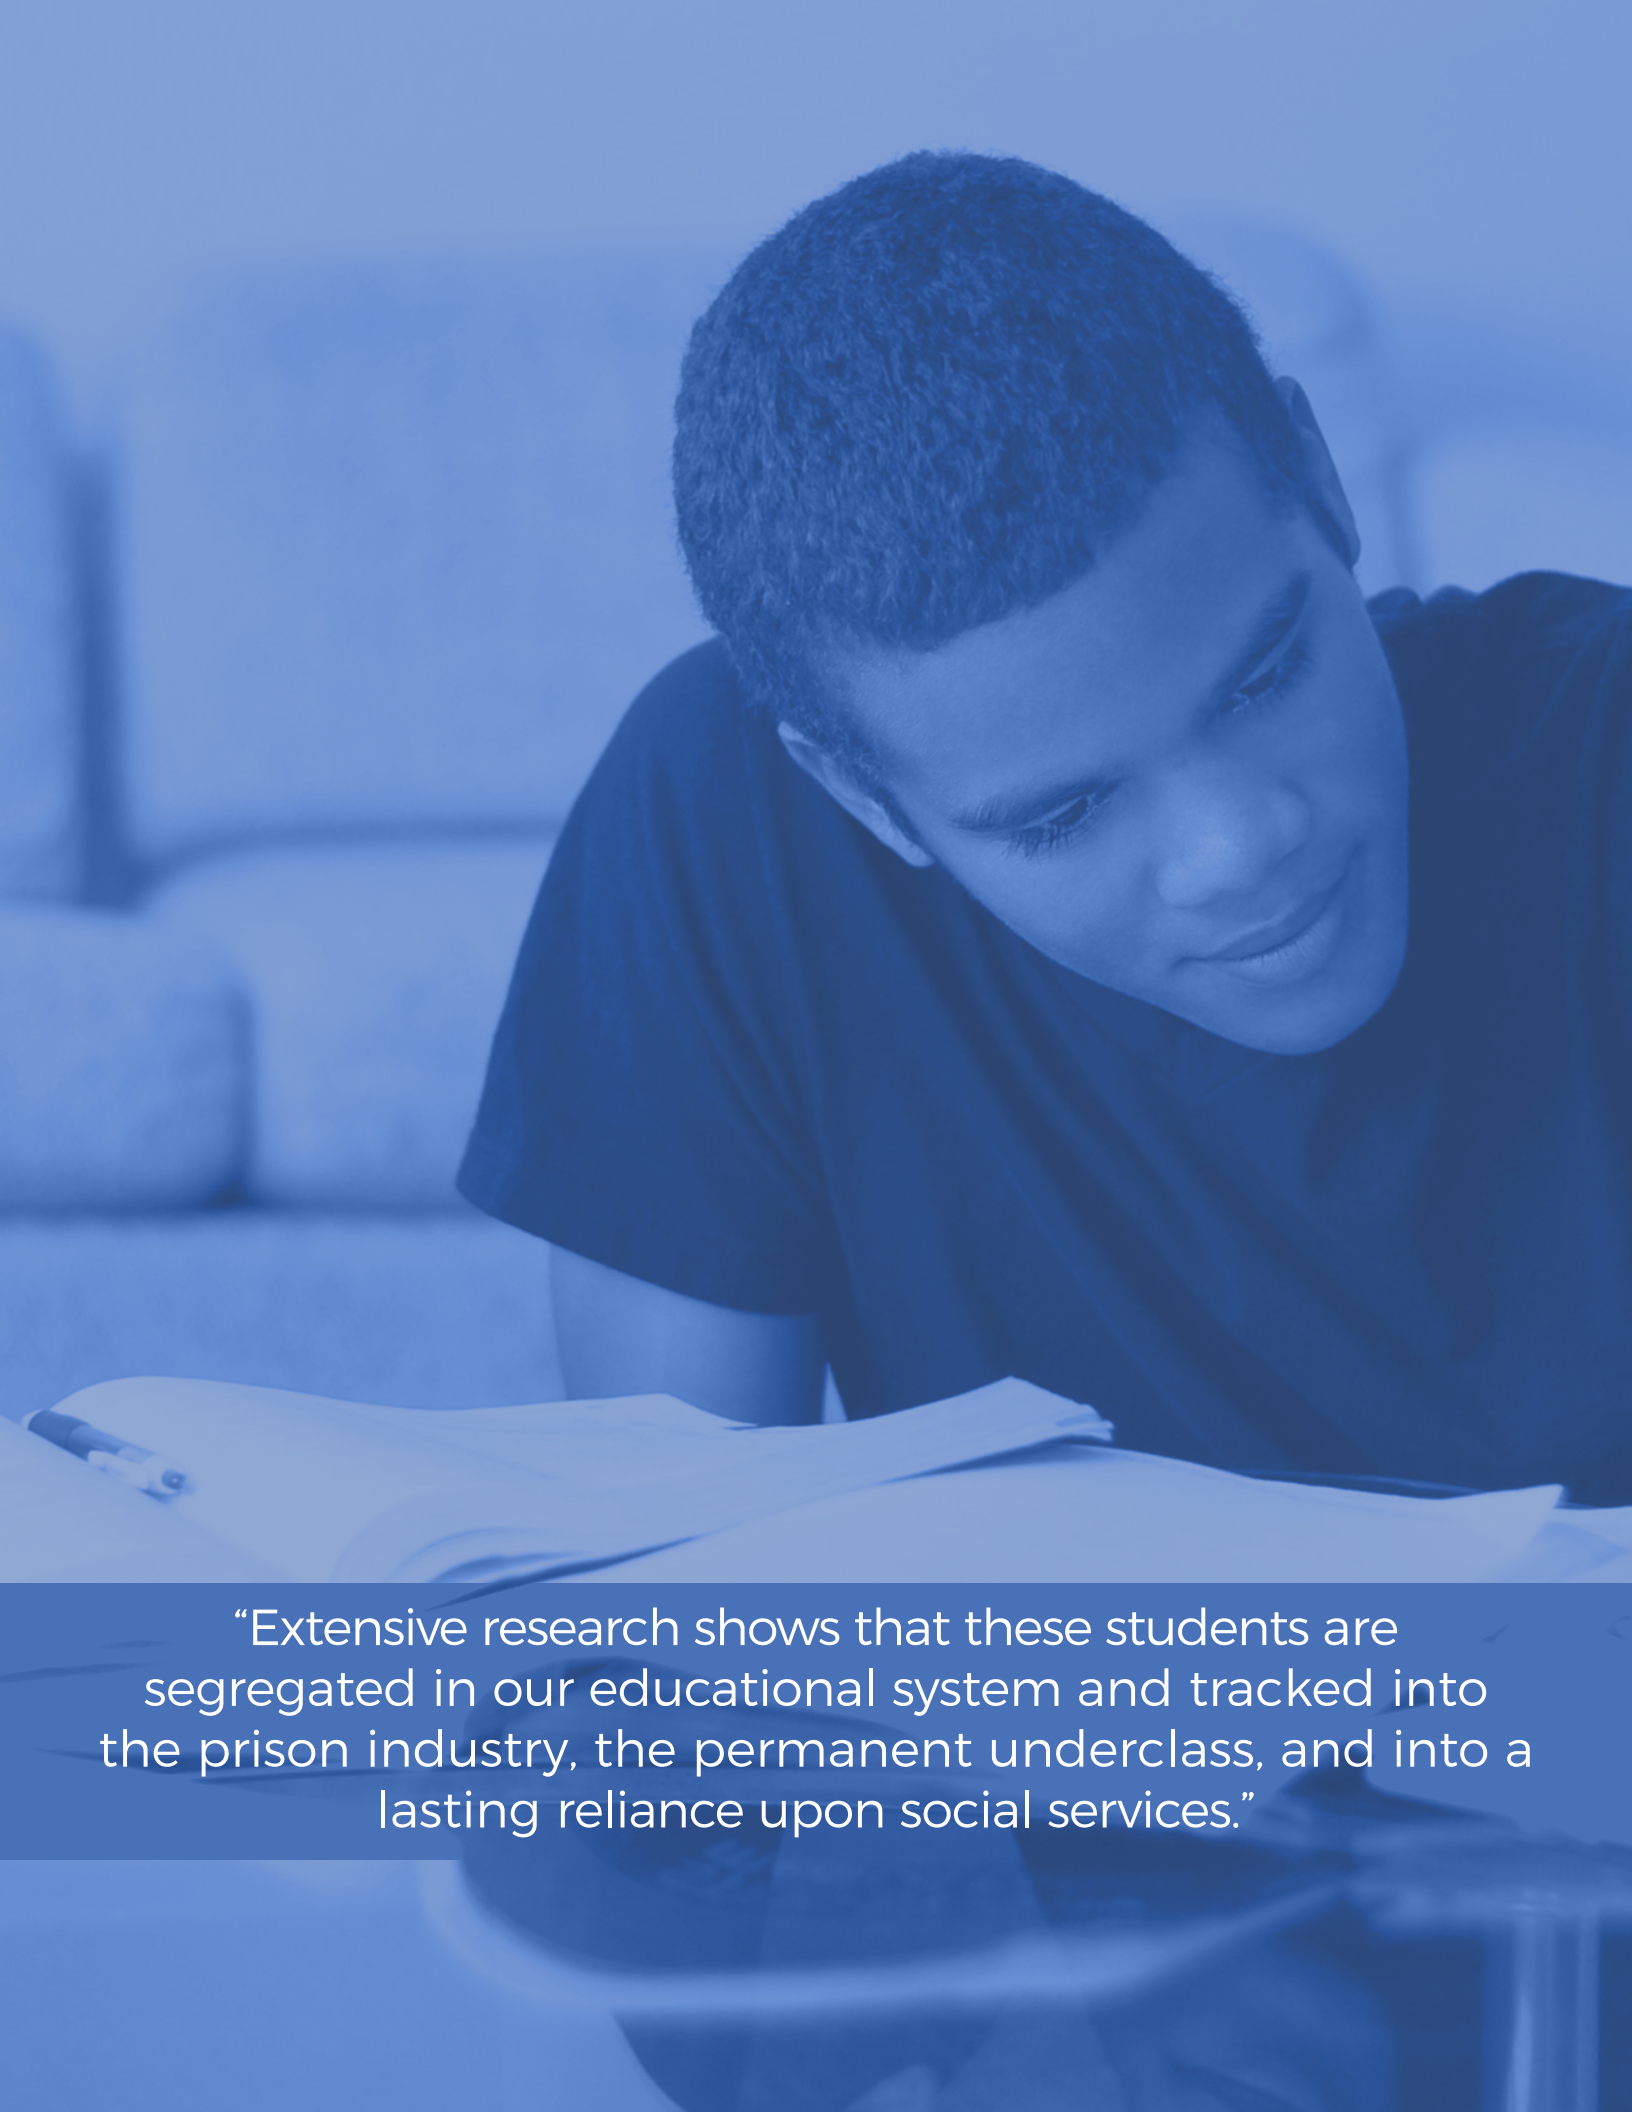 “Extensive research shows that these students are
segregated in our educational system and tracked into
the prison industry, the permanent underclass, and into a
lasting reliance upon social services.”